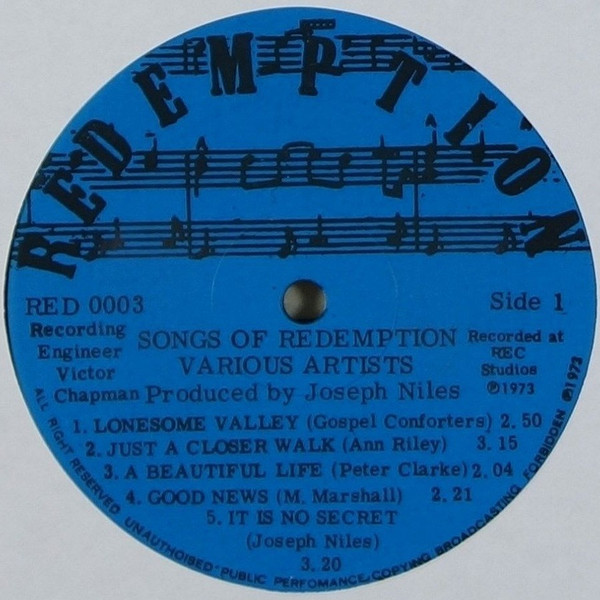 REDEMPTION
RED 0003
Side 1
Recording
Engineer
Victor
Chapman
SONGS OF REDEMPTION
VARIOUS ARTISTS
Produced by Joseph Niles
Recorded at
REC
Studios
℗1973
1. LONESOME VALLEY (Gospel Conforters) 2.50
2. JUST A CLOSER WALK (Ann Riley) 3.15
3. A BEAUTIFUL LIFE (Peter Clarke) 2.04
4. GOOD NEWS (M. Marshall) 2.21
5. IT IS NO SECRET
(Joseph Niles)
3.20
ALL RIGHT RESERVED UNAUTHORISED PUBLIC PERFOMANCE, COPYING BROADCASTING FORBIDDEN ℗1973